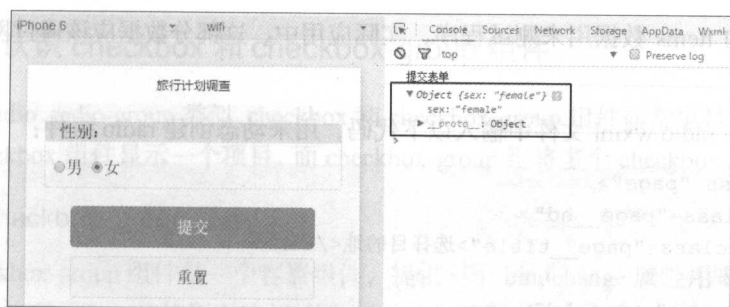 iPhone 6 wifi
Console Sources Network Storage AppData Wxml
top Preserve log
旅行计划调查
性别:
男 女
提交
重置
提交表单
▼Object {sex: "female"}
sex: "female"
▶ __proto__: Object
>